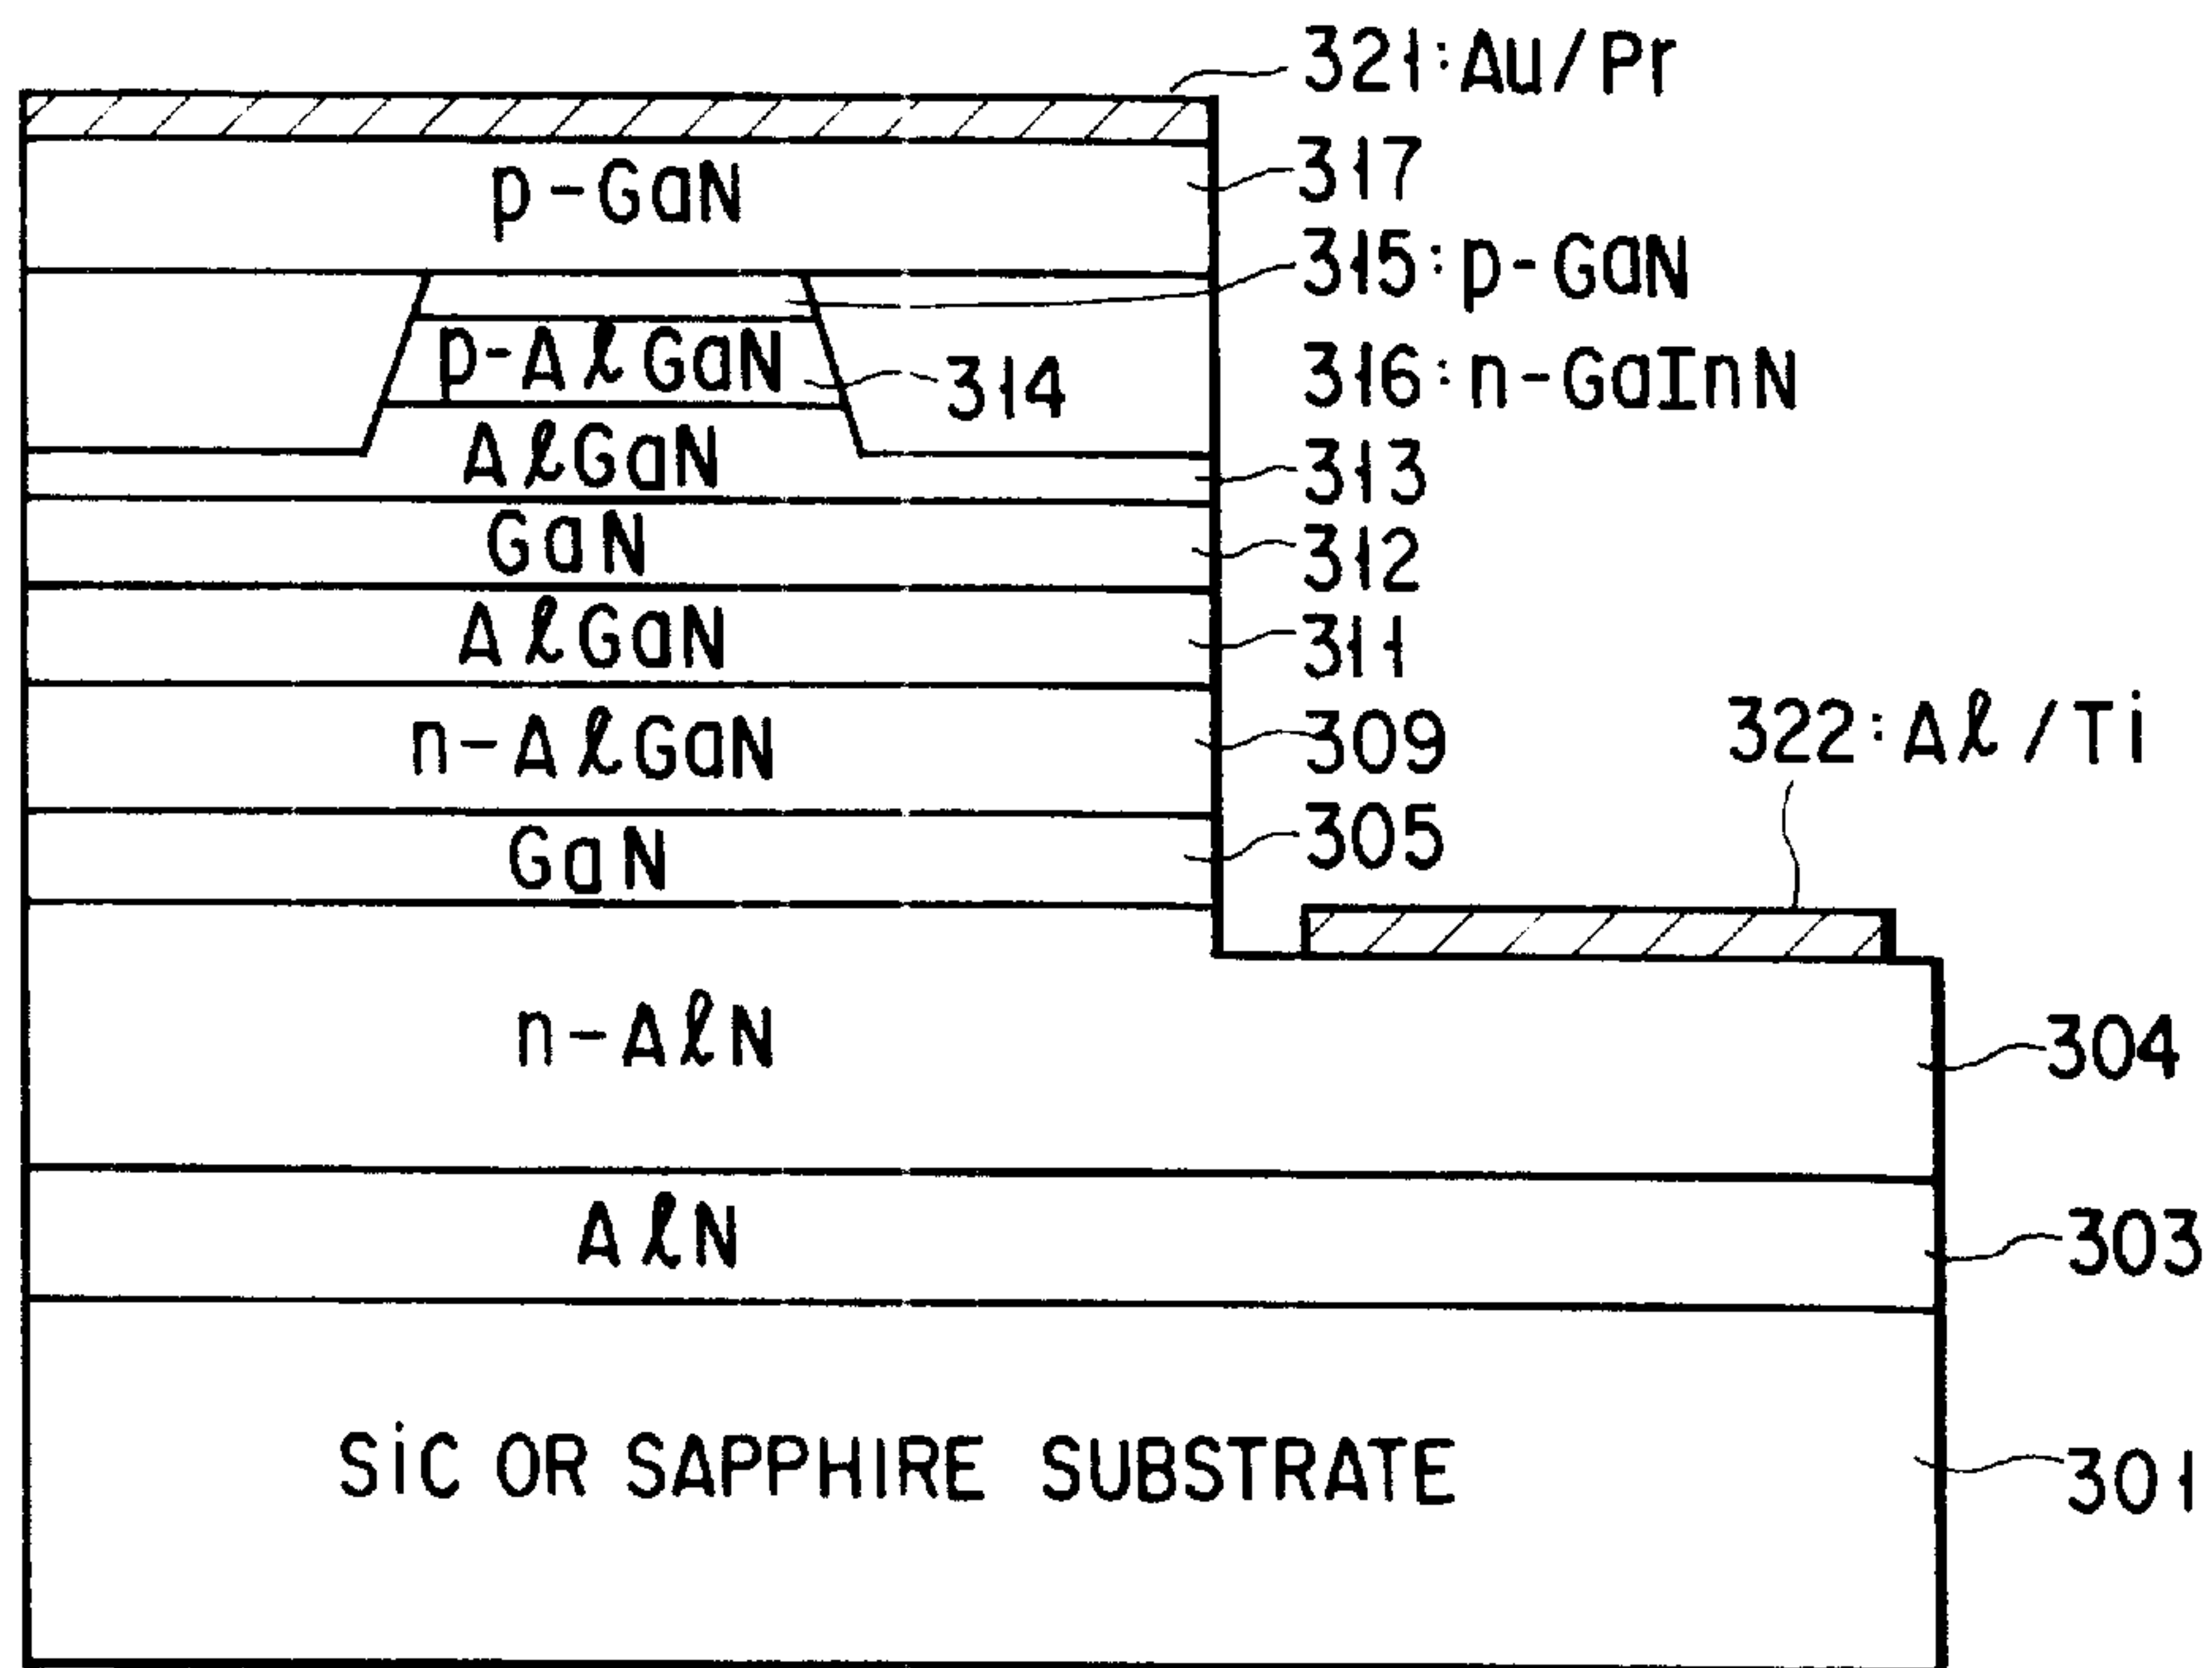 321:Au/Pr
p-GaN
317
315:p-GaN
p-AlGaN
314
316:n-GaInN
AlGaN
313
GaN
312
AlGaN
311
n-AlGaN
309
322:Al/Ti
GaN
305
n-AlN
304
AlN
303
SiC OR SAPPHIRE SUBSTRATE
301